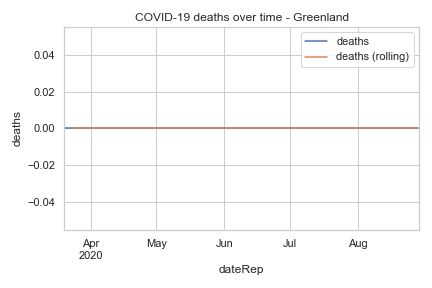 COVID-19 deaths over time - Greenland
deaths
deaths (rolling)
0.04
0.02
0.00
−0.02
−0.04
deaths
Apr
2020
May
Jun
Jul
Aug
dateRep